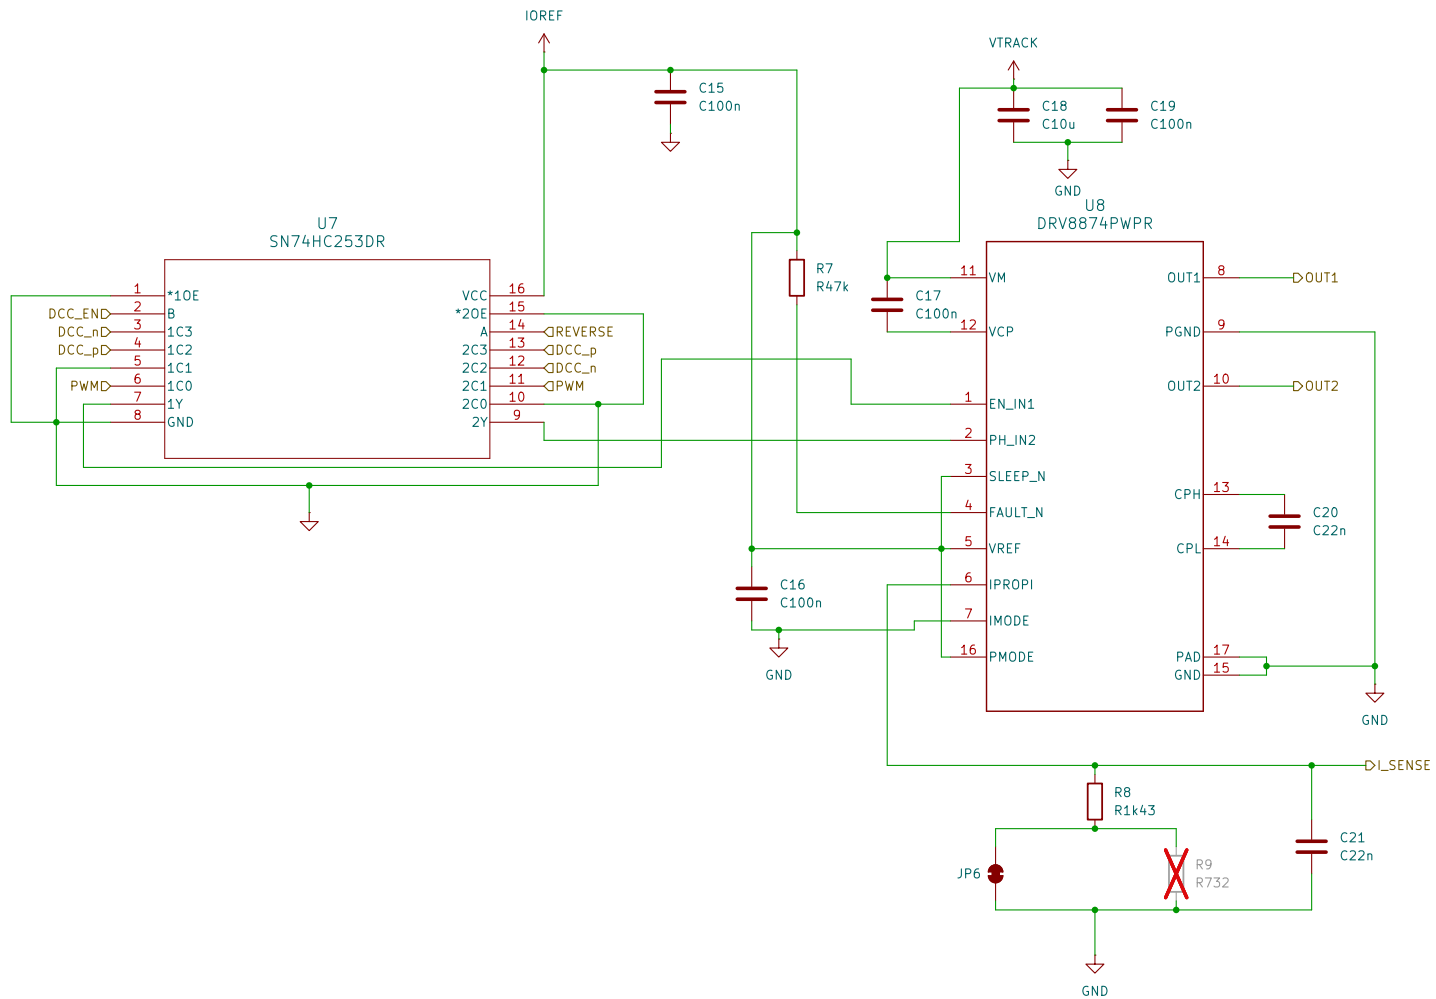 IOREF
VTRACK
C15
C100n
C18
C10u
C19
C100n
GND
U7
SN74HC253DR
U8
DRV8874PWPR
1 *1OE
DCC_EN 2 B
DCC_n 3 1C3
DCC_p 4 1C2
5 1C1
PWM 6 1C0
7 1Y
8 GND
VCC 16
*2OE 15
A 14 REVERSE
2C3 13 DCC_p
2C2 12 DCC_n
2C1 11 PWM
2C0 10
2Y 9
R7
R47k
C17
C100n
11 VM
12 VCP
1 EN_IN1
2 PH_IN2
3 SLEEP_N
4 FAULT_N
5 VREF
6 IPROPI
7 IMODE
16 PMODE
OUT1 8 OUT1
PGND 9
OUT2 10 OUT2
CPH 13
CPL 14
PAD 17
GND 15
C20
C22n
C16
C100n
GND
GND
I_SENSE
R8
R1k43
JP6
R9
R732
C21
C22n
GND